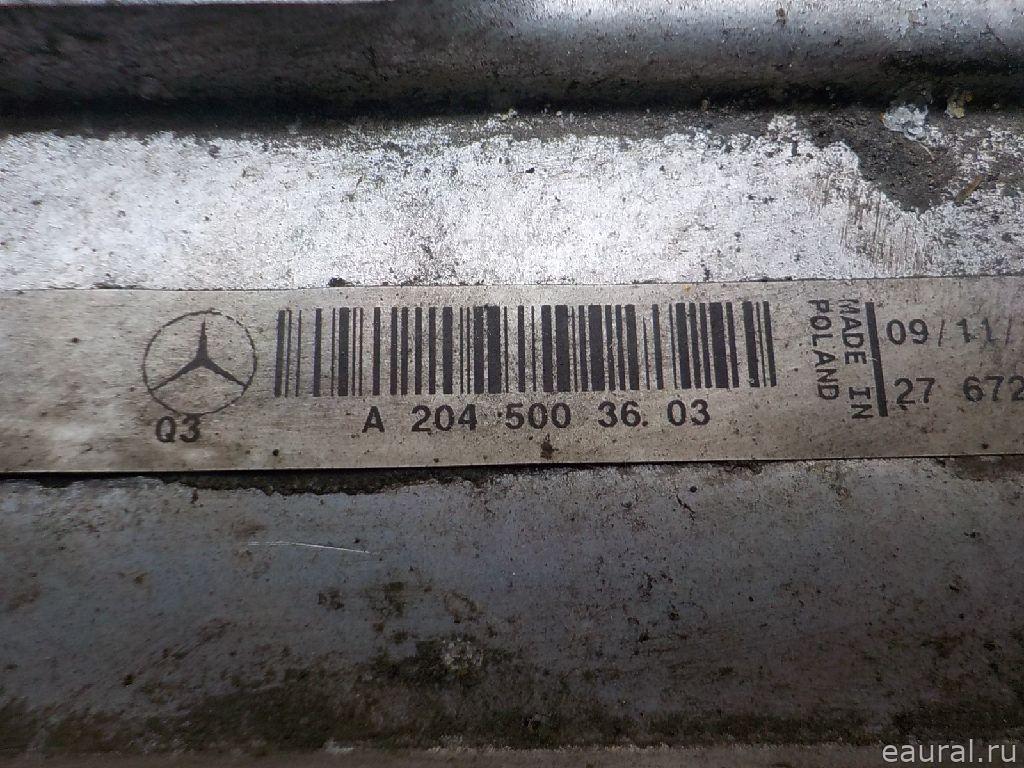 Q3
A 204 500 36. 03
MADE IN
POLAND
09/11/
27 672
eaural.ru